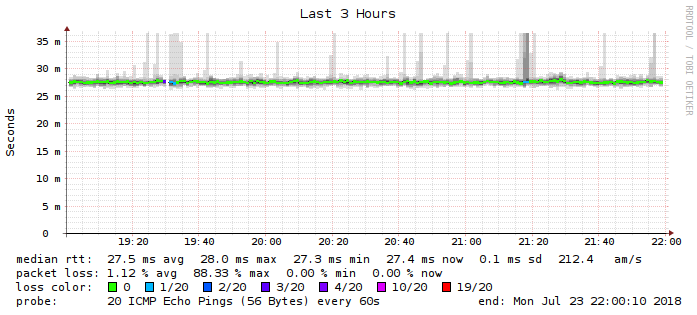 Last 3 Hours
RRDTOOL / TOBI OETIKER
Seconds
35 m
30 m
25 m
20 m
15 m
10 m
5 m
0
19:20 19:40 20:00 20:20 20:40 21:00 21:20 21:40 22:00
median rtt: 27.5 ms avg 28.0 ms max 27.3 ms min 27.4 ms now 0.1 ms sd 212.4 am/s
packet loss: 1.12 % avg 88.33 % max 0.00 % min 0.00 % now
loss color: 0 1/20 2/20 3/20 4/20 10/20 19/20
probe: 20 ICMP Echo Pings (56 Bytes) every 60s end: Mon Jul 23 22:00:10 2018